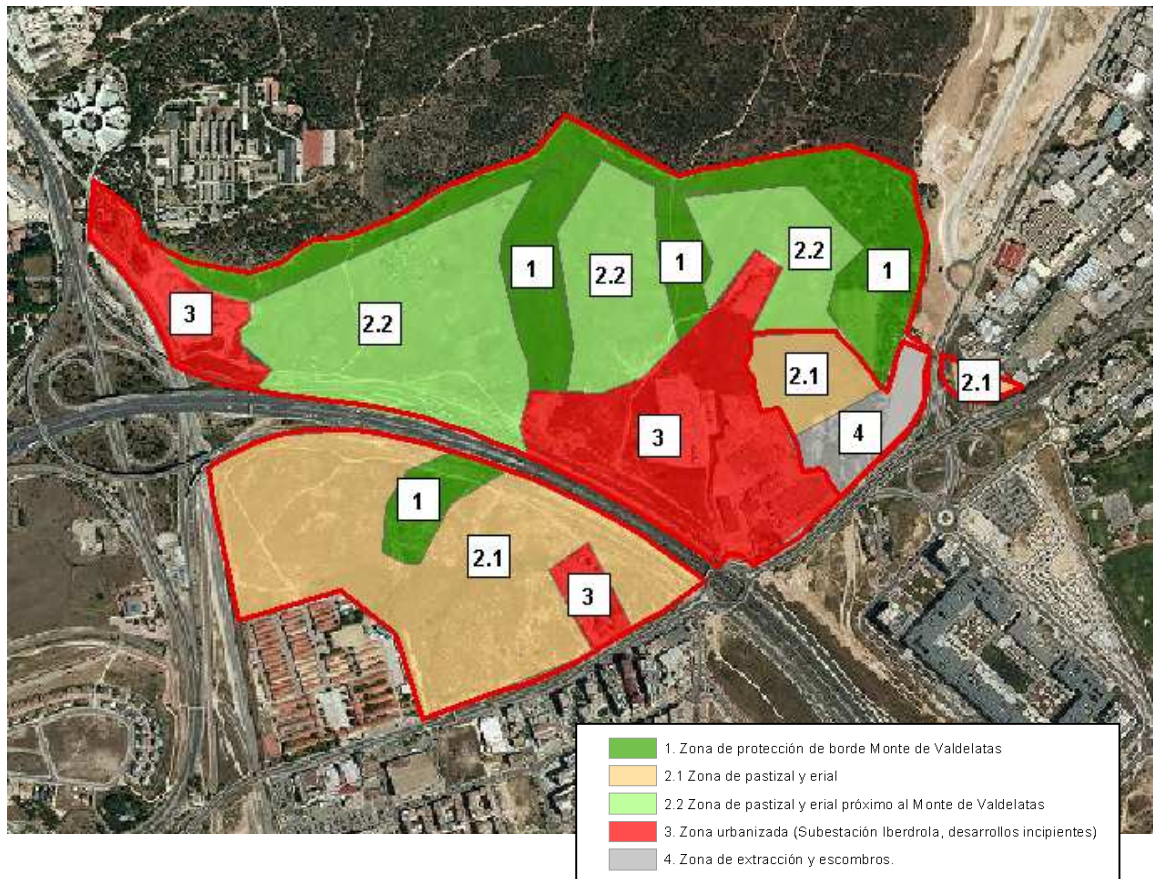 1
2.2
1
1
2.2
2.2
3
2.1
2.1
3
4
1
2.1
3
1. Zona de protección de borde Monte de Valdelatas
2.1 Zona de pastizal y erial
2.2 Zona de pastizal y erial próximo al Monte de Valdelatas
3. Zona urbanizada (Subestación Iberdrola, desarrollos incipientes)
4. Zona de extracción y escombros.